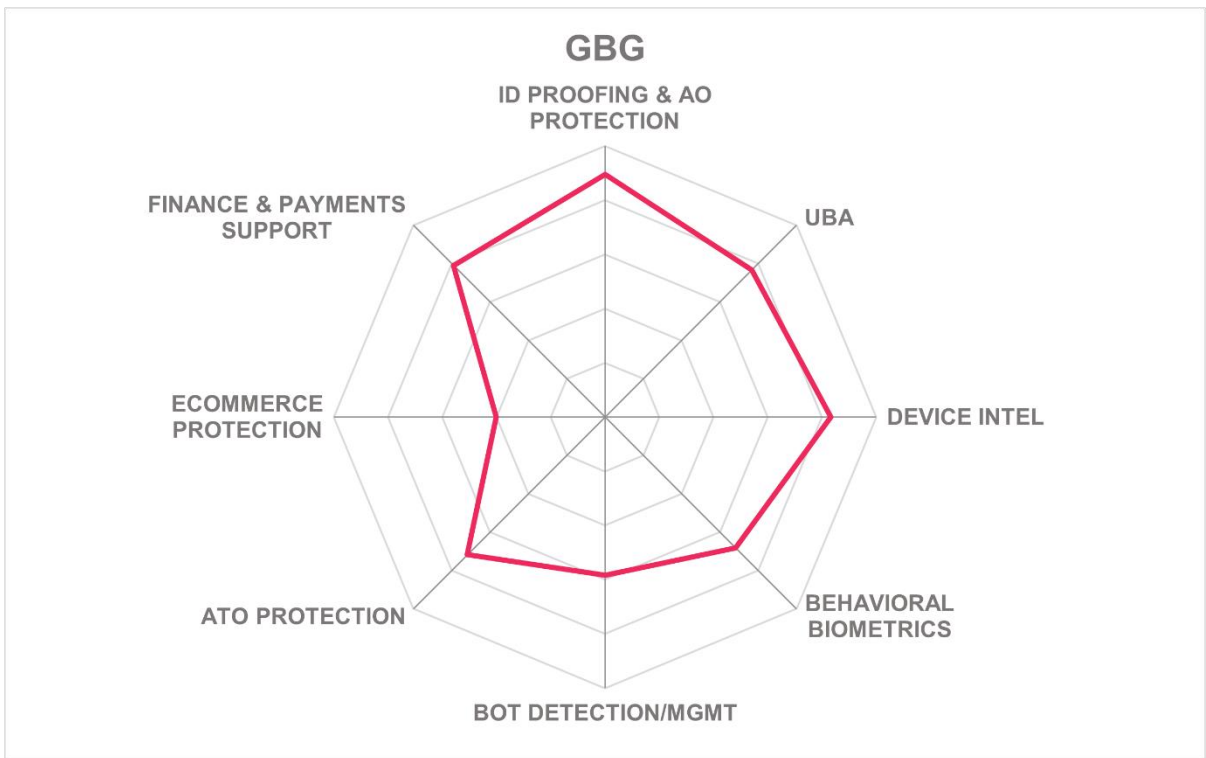 GBG
ID PROOFING & AO
PROTECTION
UBA
DEVICE INTEL
BEHAVIORAL
BIOMETRICS
BOT DETECTION/MGMT
ATO PROTECTION
ECOMMERCE
PROTECTION
FINANCE & PAYMENTS
SUPPORT